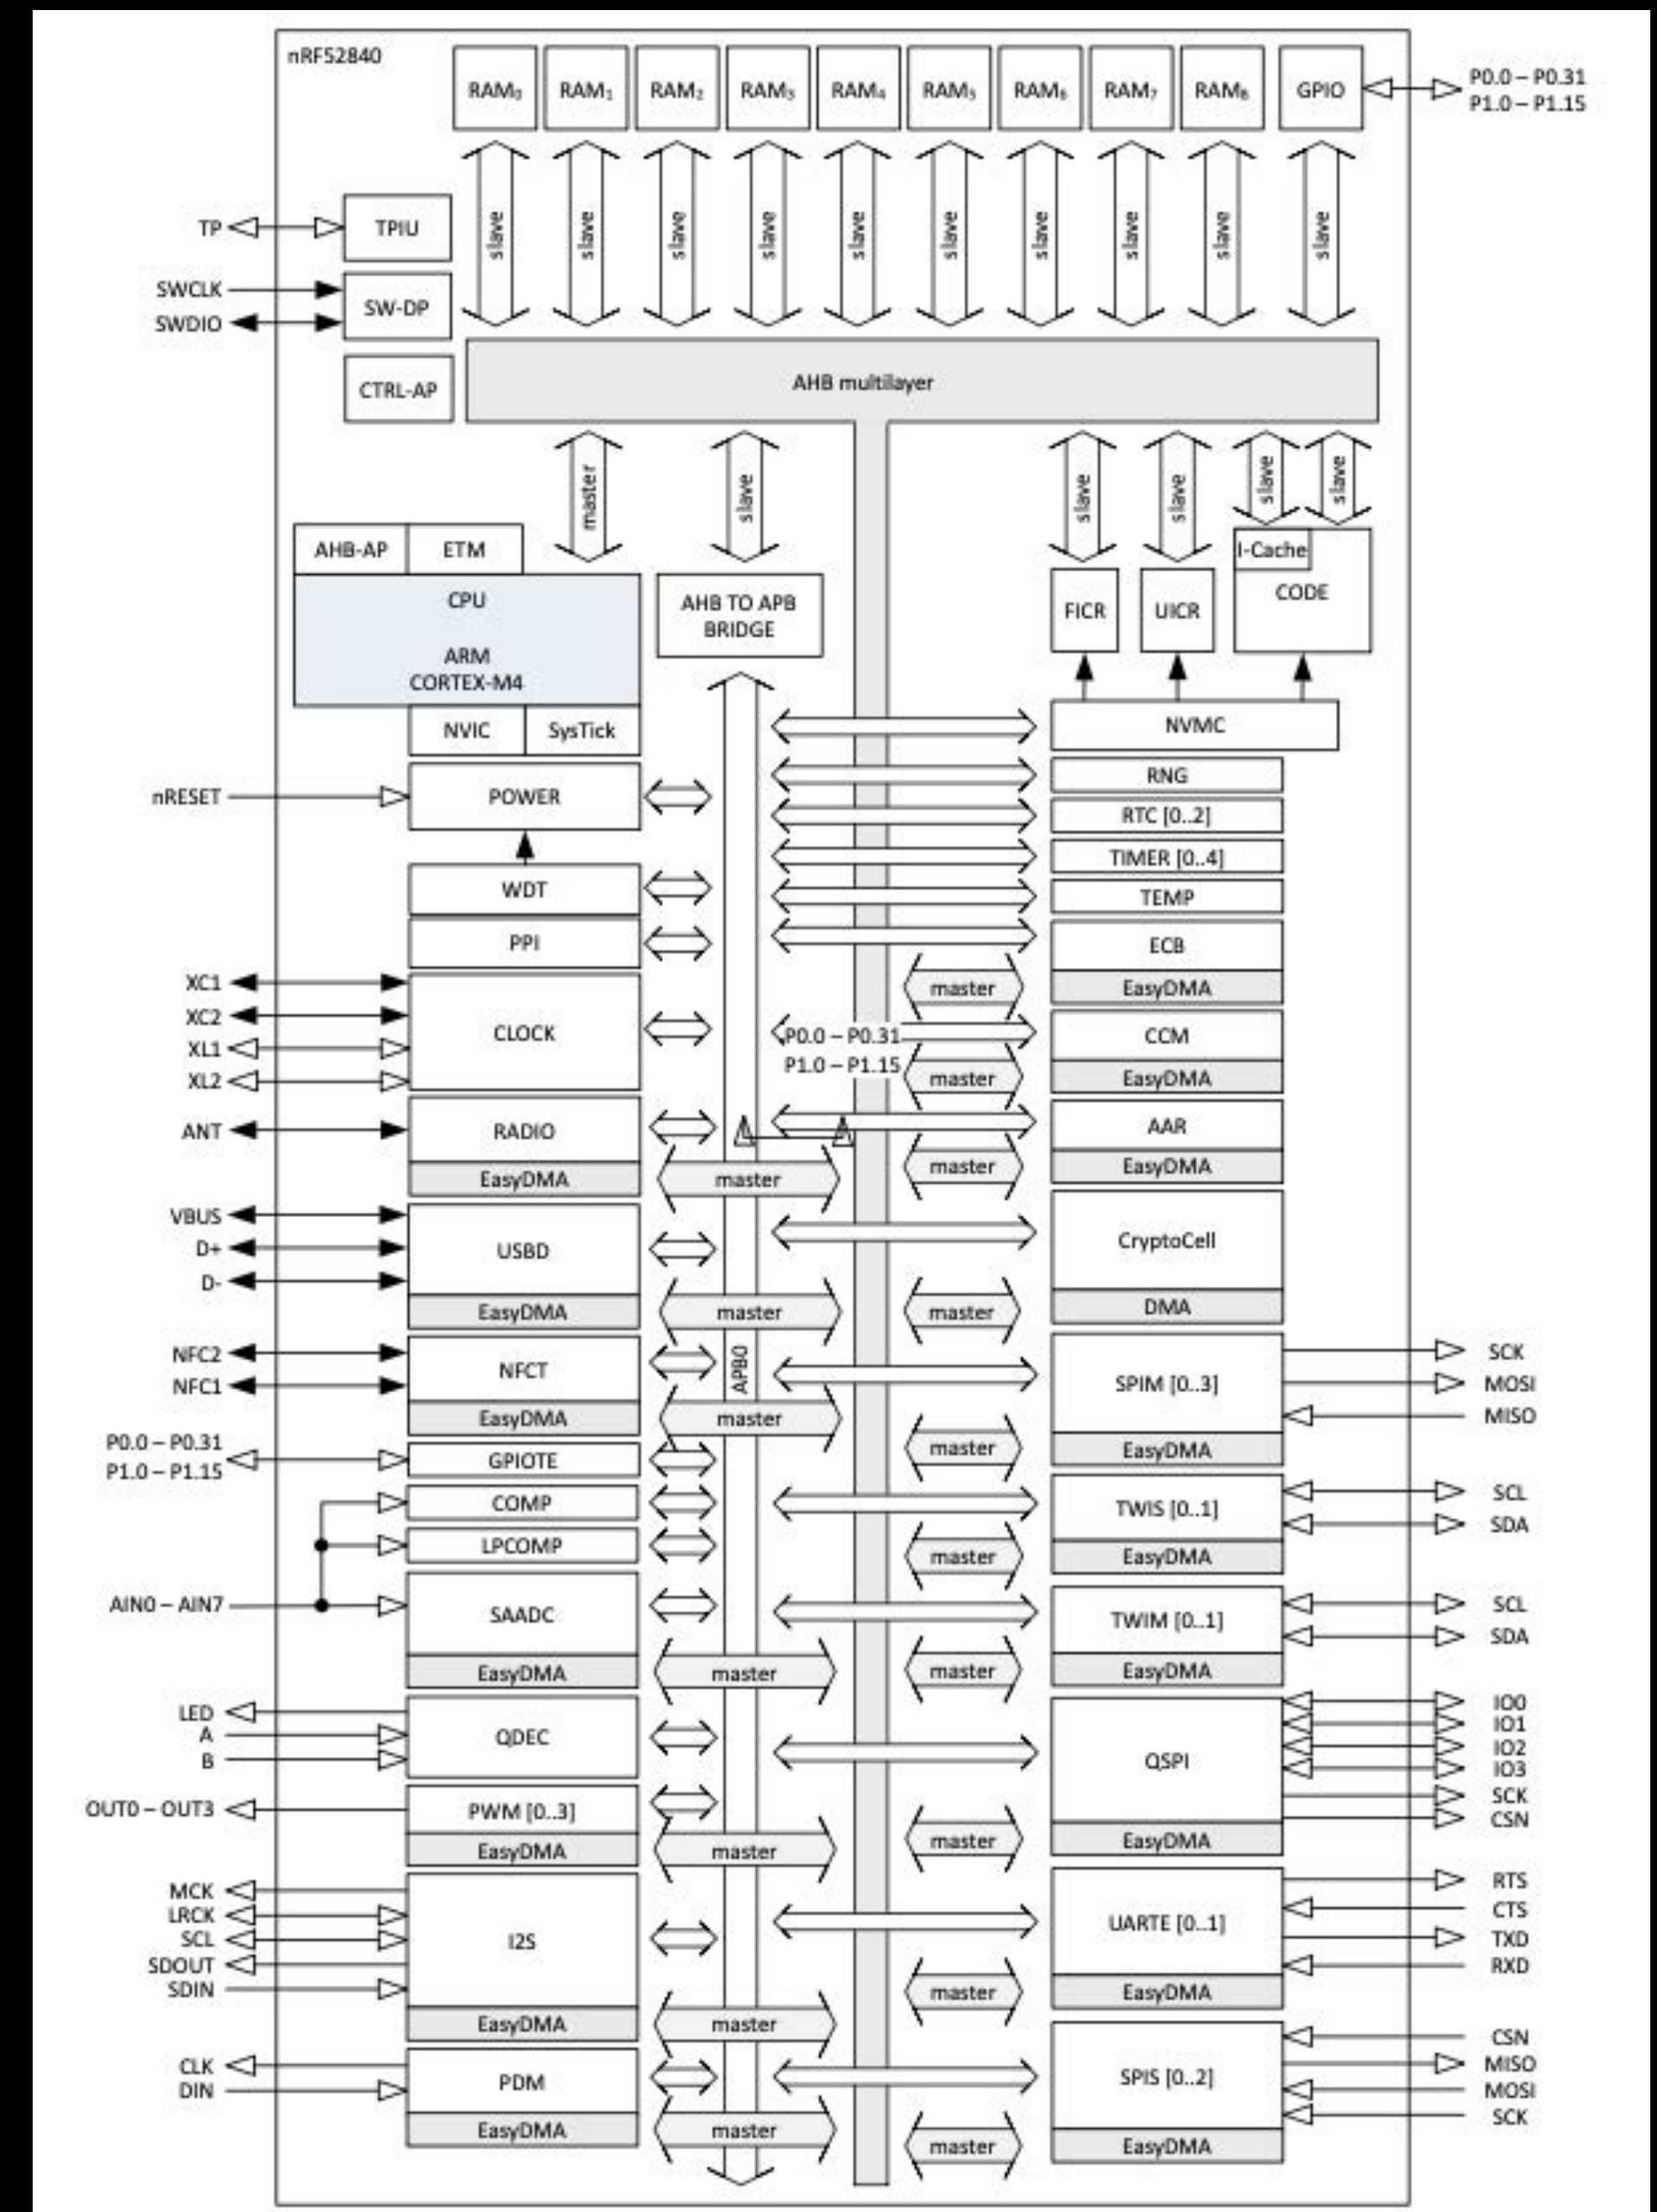 nRF52840
RAM0 RAM1 RAM2 RAM3 RAM4 RAM5 RAM6 RAM7 RAM8 GPIO
P0.0 – P0.31
P1.0 – P1.15
slave slave slave slave slave slave slave slave slave slave
TP TPIU
SWCLK
SW-DP
SWDIO
CTRL-AP
AHB multilayer
master slave slave slave slave slave
AHB-AP ETM
I-Cache
CPU
AHB TO APB
BRIDGE
FICR UICR CODE
ARM
CORTEX-M4
NVIC SysTick
NVMC
RNG
nRESET POWER
RTC [0..2]
TIMER [0..4]
WDT
TEMP
PPI
ECB
XC1
master EasyDMA
XC2
CLOCK
P0.0 – P0.31
P1.0 – P1.15
CCM
XL1
XL2
master EasyDMA
ANT RADIO
AAR
EasyDMA master
master EasyDMA
VBUS
D+
D-
USBD
CryptoCell
EasyDMA master
master DMA
NFC2
NFC1
NFCT
APB0
SPIM [0..3]
SCK
MOSI
MISO
EasyDMA master
master EasyDMA
P0.0 – P0.31
P1.0 – P1.15
GPIOTE
COMP
TWIS [0..1]
SCL
SDA
LPCOMP
master EasyDMA
AIN0 – AIN7 SAADC
TWIM [0..1]
SCL
SDA
EasyDMA master
master EasyDMA
LED
A
B
QDEC
QSPI
IO0
IO1
IO2
IO3
SCK
CSN
OUT0 – OUT3 PWM [0..3]
EasyDMA master
master EasyDMA
MCK
LRCK
SCL
SDOUT
SDIN
I2S
UARTE [0..1]
RTS
CTS
TXD
RXD
master EasyDMA
EasyDMA master
CLK
DIN
PDM
SPIS [0..2]
CSN
MISO
MOSI
SCK
EasyDMA master
master EasyDMA